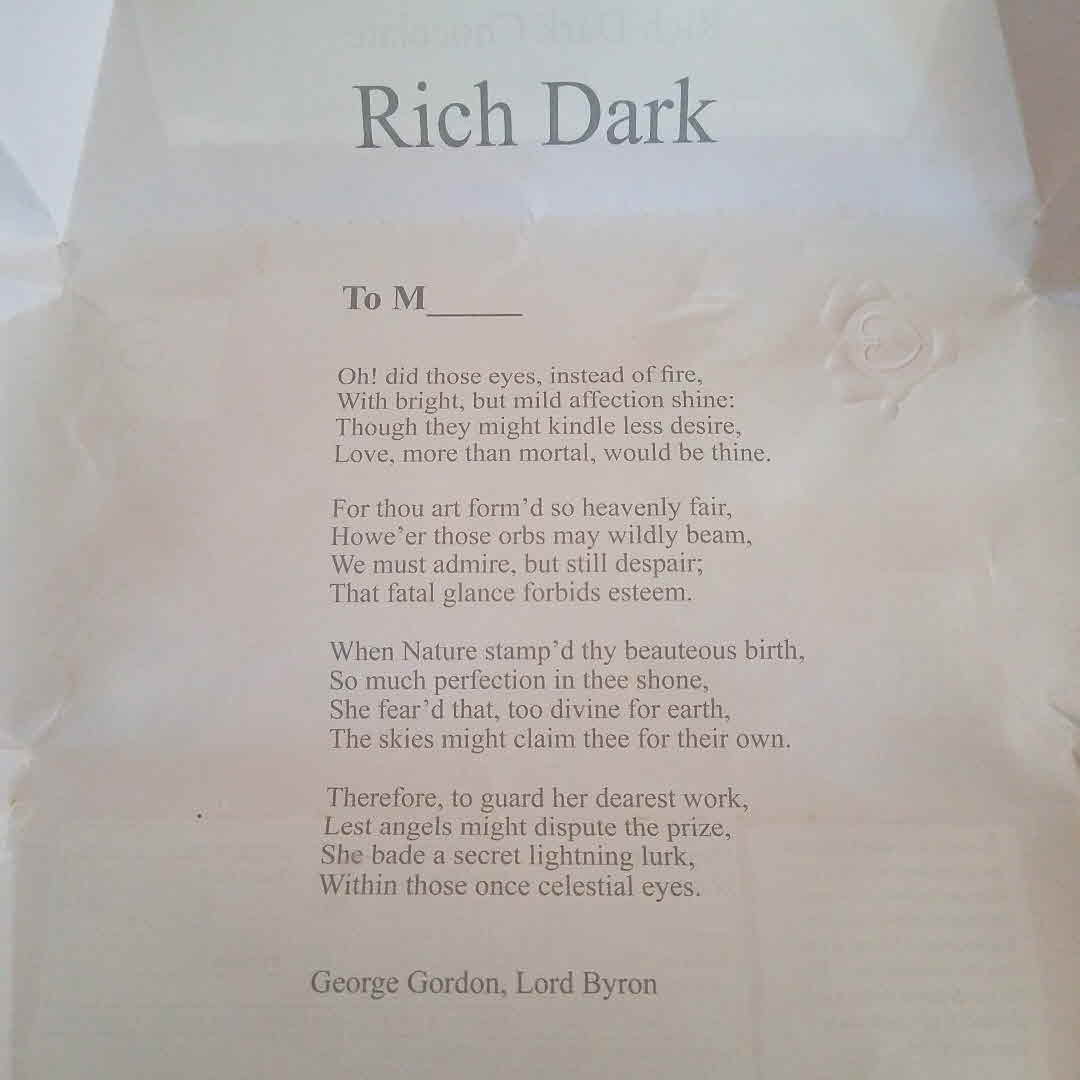 Rich Dark Chocolate
Rich Dark
To M______
Oh! did those eyes, instead of fire,
With bright, but mild affection shine:
Though they might kindle less desire,
Love, more than mortal, would be thine.
For thou art form'd so heavenly fair,
Howe'er those orbs may wildly beam,
We must admire, but still despair;
That fatal glance forbids esteem.
When Nature stamp'd thy beauteous birth,
So much perfection in thee shone,
She fear'd that, too divine for earth,
The skies might claim thee for their own.
Therefore, to guard her dearest work,
Lest angels might dispute the prize,
She bade a secret lightning lurk,
Within those once celestial eyes.
George Gordon, Lord Byron